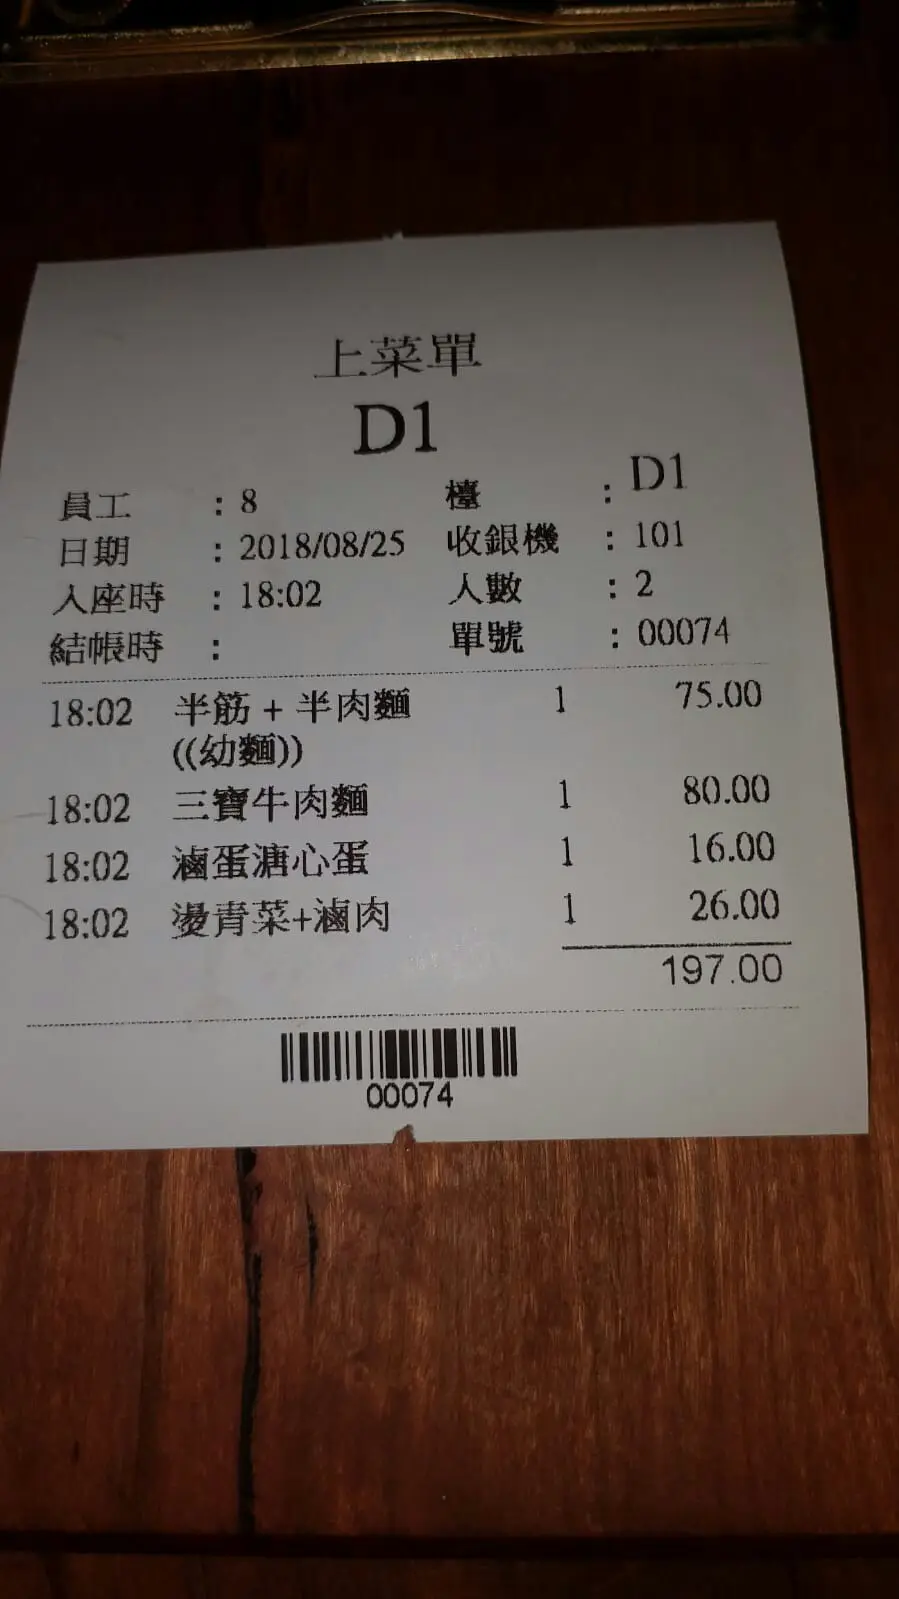 上菜單
D1
員工 : 8 檯 : D1
日期 : 2018/08/25 收銀機 : 101
入座時 : 18:02 人數 : 2
結帳時 : 單號 : 00074
18:02 半筋 + 半肉麵 1 75.00
((幼麵))
18:02 三寶牛肉麵 1 80.00
18:02 滷蛋溏心蛋 1 16.00
18:02 燙青菜+滷肉 1 26.00
197.00
00074